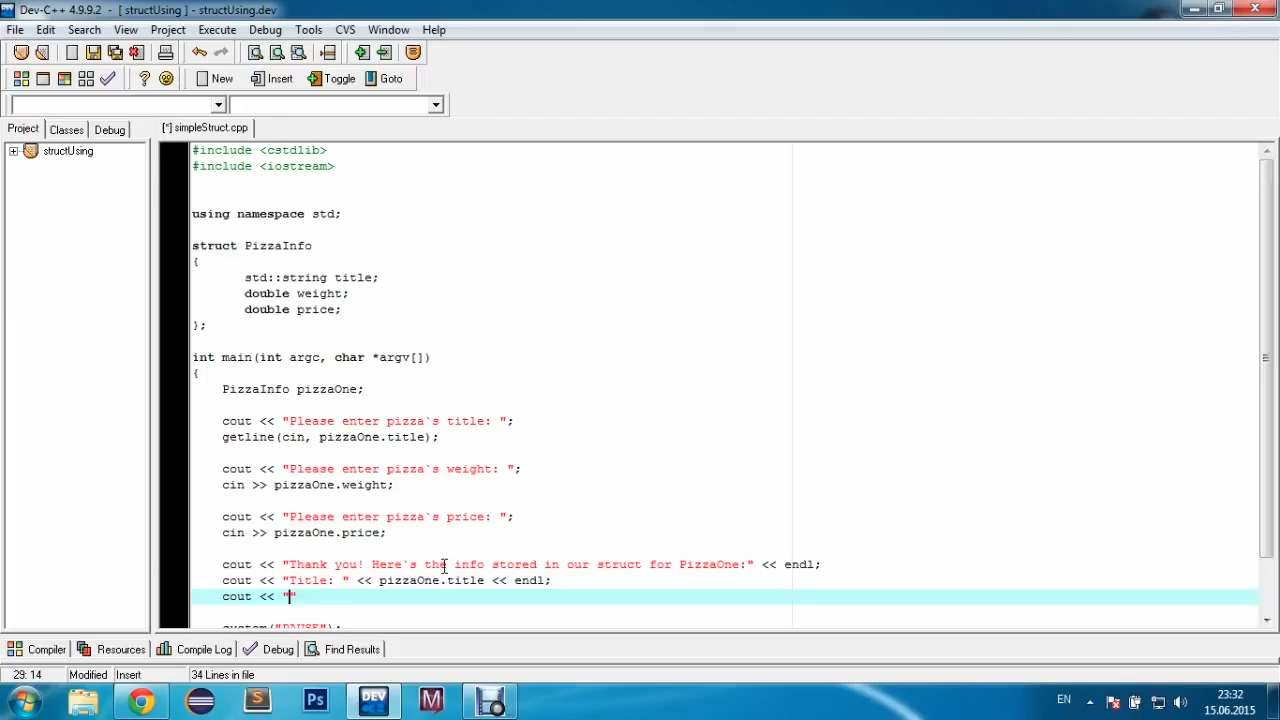 Dev-C++ 4.9.9.2 - [ structUsing ] - structUsing.dev
File Edit Search View Project Execute Debug Tools CVS Window Help
New Insert Toggle Goto
Project Classes Debug [*] simpleStruct.cpp
structUsing
#include <cstdlib>
#include <iostream>
using namespace std;
struct PizzaInfo
{
std::string title;
double weight;
double price;
};
int main(int argc, char *argv[])
{
PizzaInfo pizzaOne;
cout << "Please enter pizza`s title: ";
getline(cin, pizzaOne.title);
cout << "Please enter pizza`s weight: ";
cin >> pizzaOne.weight;
cout << "Please enter pizza`s price: ";
cin >> pizzaOne.price;
cout << "Thank you! Here`s the info stored in our struct for PizzaOne:" << endl;
cout << "Title: " << pizzaOne.title << endl;
cout << ""
system("PAUSE");
Compiler Resources Compile Log Debug Find Results
29: 14 Modified Insert 34 Lines in file
Ps DEV M EN 23:32
15.06.2015